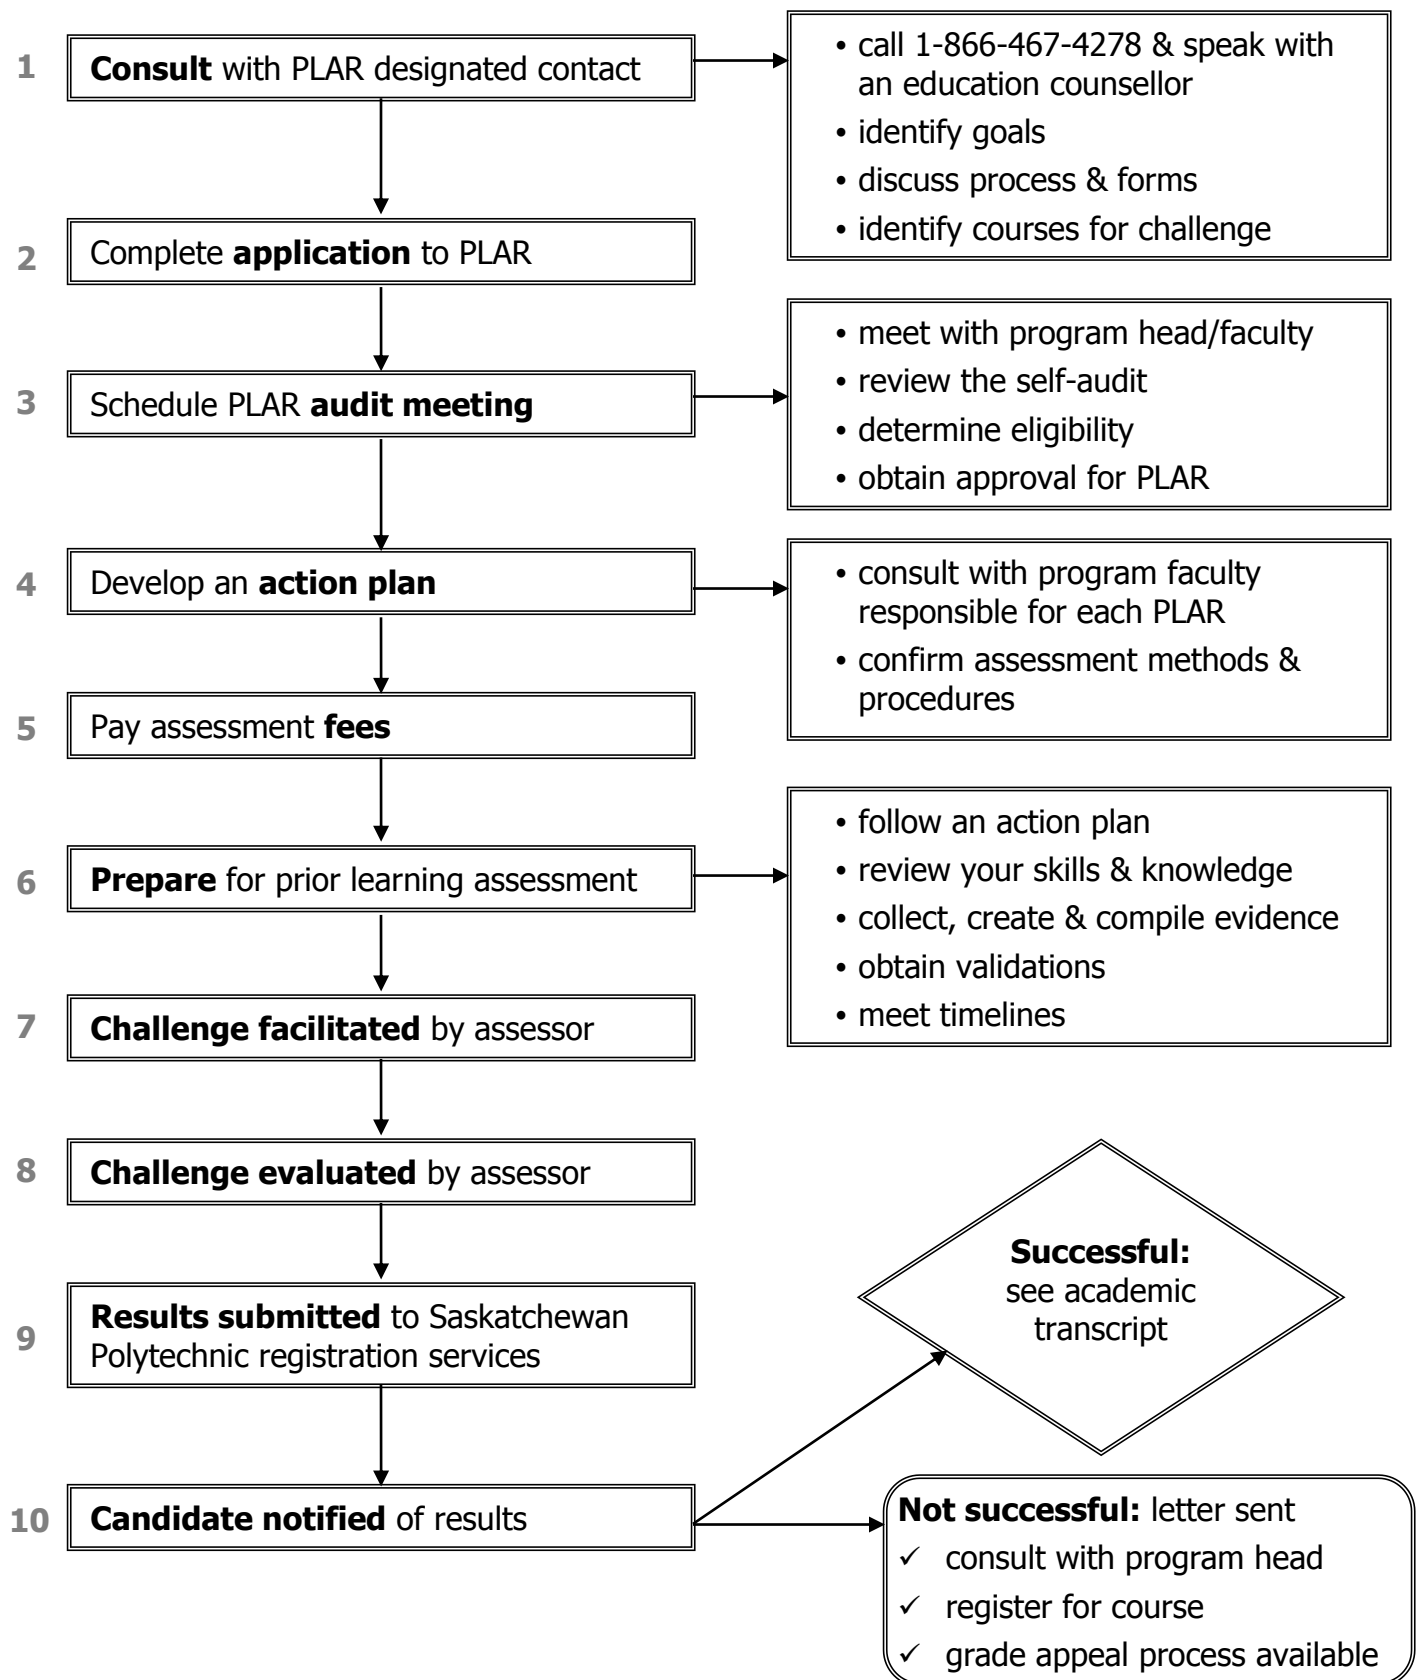 1
Consult with PLAR designated contact
• call 1-866-467-4278 & speak with
an education counsellor
• identify goals
• discuss process & forms
• identify courses for challenge
2
Complete application to PLAR
3
Schedule PLAR audit meeting
• meet with program head/faculty
• review the self-audit
• determine eligibility
• obtain approval for PLAR
4
Develop an action plan
• consult with program faculty
responsible for each PLAR
• confirm assessment methods &
procedures
5
Pay assessment fees
6
Prepare for prior learning assessment
• follow an action plan
• review your skills & knowledge
• collect, create & compile evidence
• obtain validations
• meet timelines
7
Challenge facilitated by assessor
8
Challenge evaluated by assessor
9
Results submitted to Saskatchewan
Polytechnic registration services
10
Candidate notified of results
Successful:
see academic
transcript
Not successful: letter sent
✓ consult with program head
✓ register for course
✓ grade appeal process available